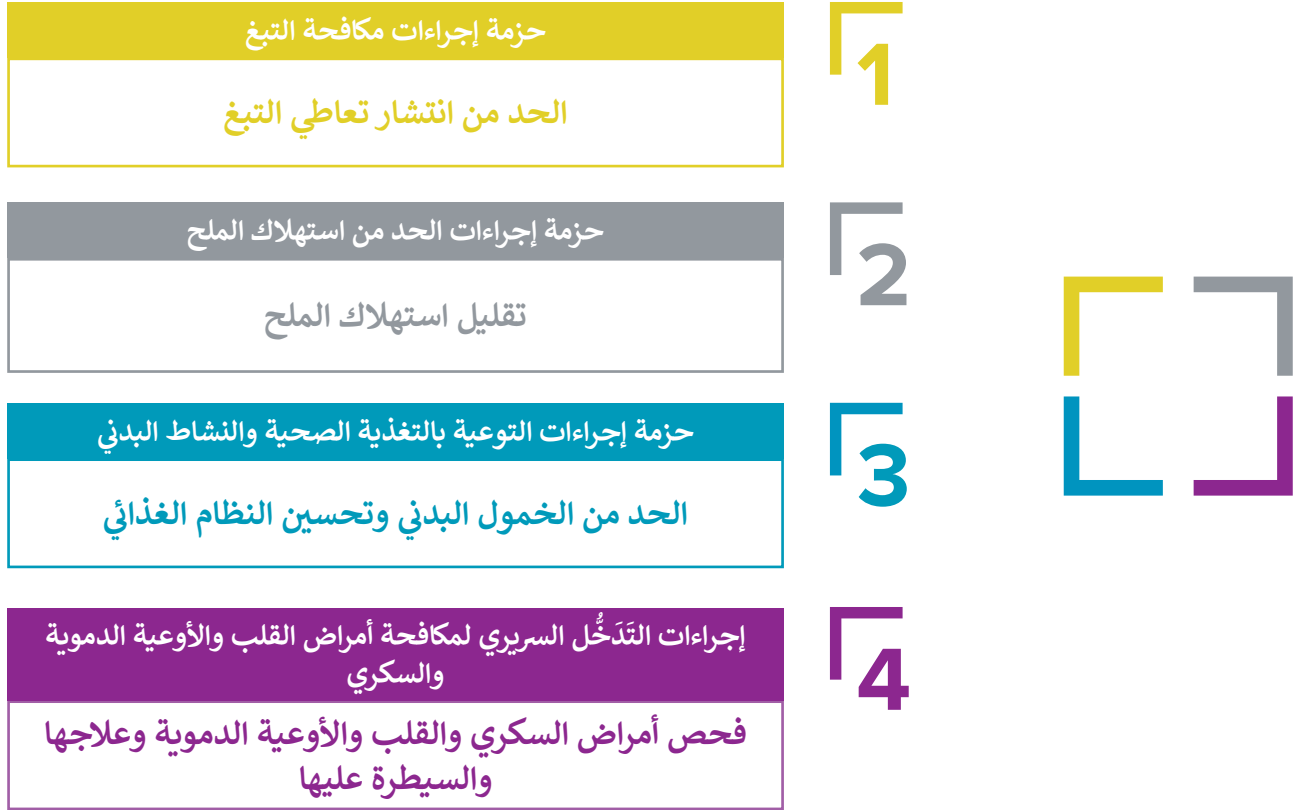 1
حزمة إجراءات مكافحة التبغ
الحد من انتشار تعاطي التبغ
2
حزمة إجراءات الحد من استهلاك الملح
تقليل استهلاك الملح
3
حزمة إجراءات التوعية بالتغذية الصحية والنشاط البدني
الحد من الخمول البدني وتحسين النظام الغذائي
4
إجراءات التَدَخُّل السريري لمكافحة أمراض القلب والأوعية الدموية
والسكري
فحص أمراض السكري والقلب والأوعية الدموية وعلاجها
والسيطرة عليها